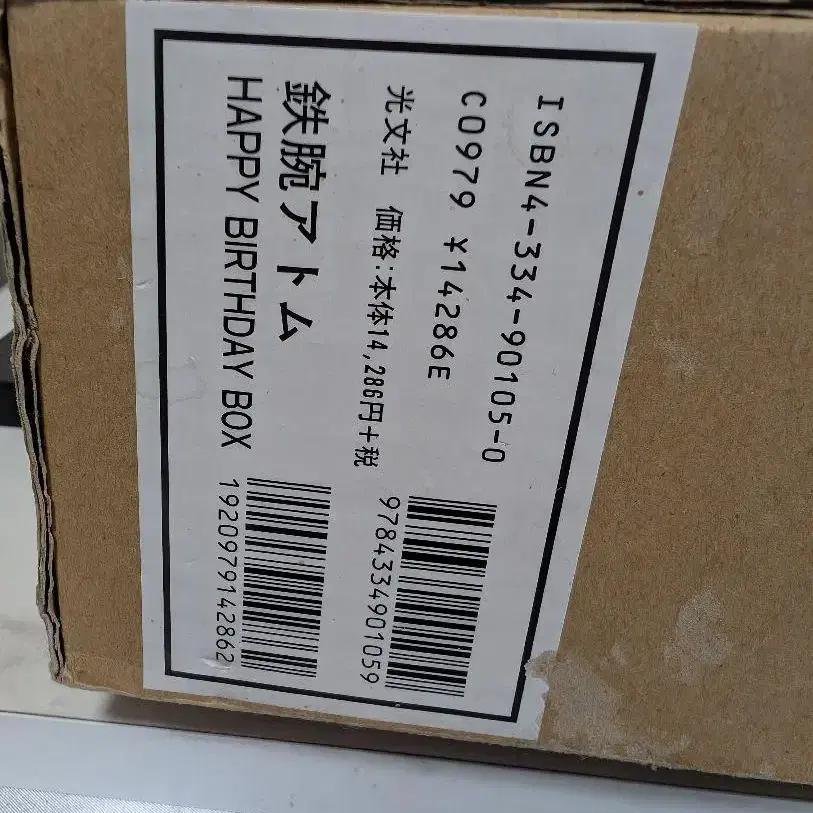 ISBN4-334-90105-0
C0979 ¥14286E
光文社 価格:本体14,286円+税
鉄腕アトム
HAPPY BIRTHDAY BOX
9784334901059
1920979142862